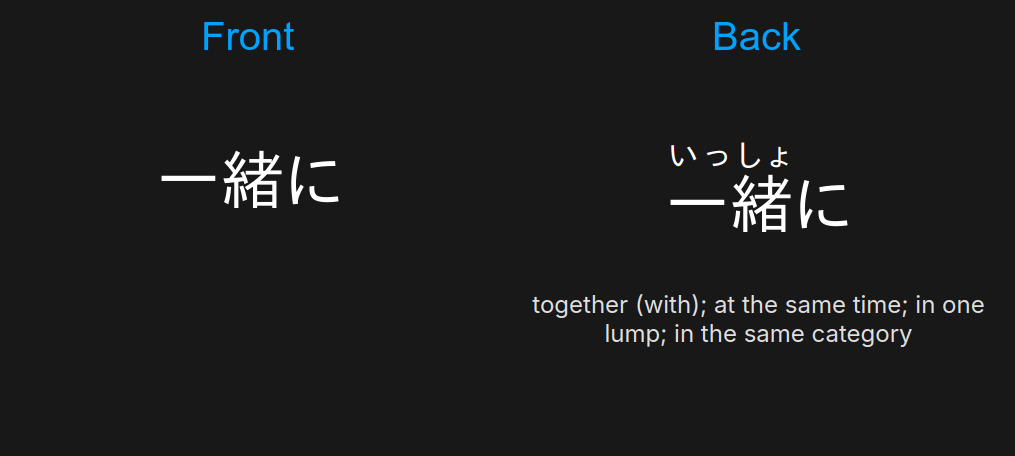 Front
一緒に
Back
いっしょ
一緒に
together (with); at the same time; in one
lump; in the same category